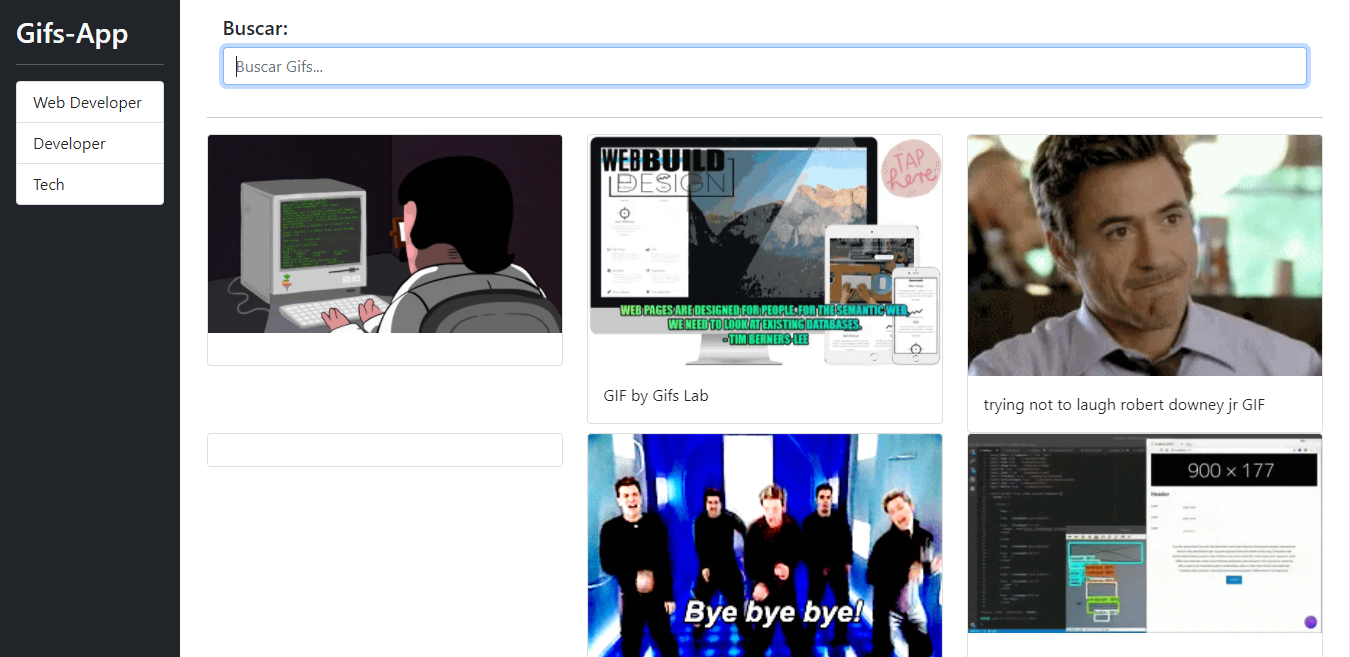 Gifs-App
Web Developer
Developer
Tech
Buscar:
Buscar Gifs...
WEBBUILD
DESIGN
TAP
here
WEB PAGES ARE DESIGNED FOR PEOPLE. FOR THE SEMANTIC WEB,
WE NEED TO LOOK AT EXISTING DATABASES.
- TIM BERNERS-LEE
GIF by Gifs Lab
trying not to laugh robert downey jr GIF
Bye bye bye!
900 × 177
Header